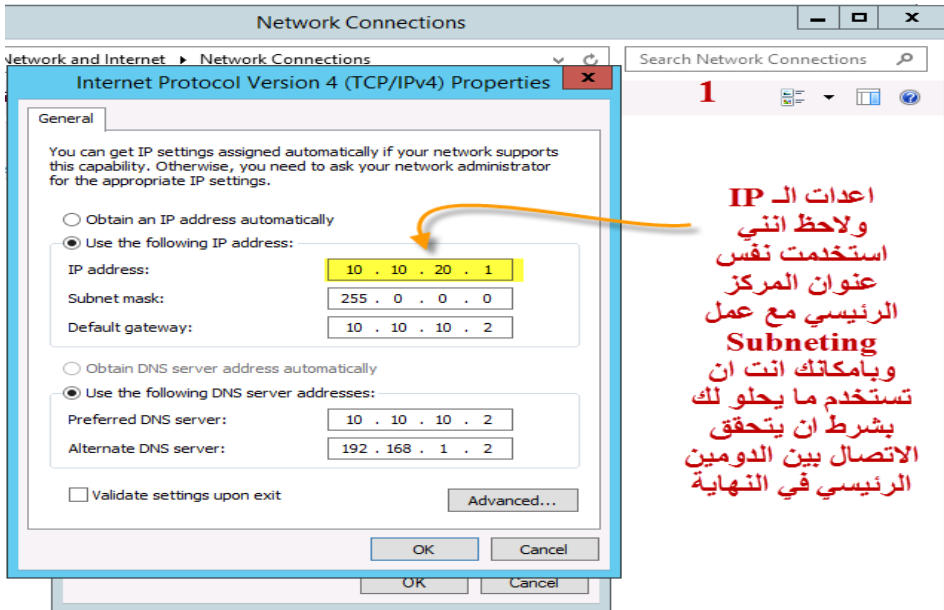 Network Connections
Network and Internet ▸ Network Connections
Search Network Connections
Internet Protocol Version 4 (TCP/IPv4) Properties
1
General
You can get IP settings assigned automatically if your network supports
this capability. Otherwise, you need to ask your network administrator
for the appropriate IP settings.
Obtain an IP address automatically
Use the following IP address:
IP address: 10 . 10 . 20 . 1
Subnet mask: 255 . 0 . 0 . 0
Default gateway: 10 . 10 . 10 . 2
Obtain DNS server address automatically
Use the following DNS server addresses:
Preferred DNS server: 10 . 10 . 10 . 2
Alternate DNS server: 192 . 168 . 1 . 2
Validate settings upon exit
Advanced...
OK Cancel
OK Cancel
اعدات الـ IP
ولاحظ انني
استخدمت نفس
عنوان المركز
الرئيسي مع عمل
Subneting
وبامكانك انت ان
تستخدم ما يحلو لك
بشرط ان يتحقق
الاتصال بين الدومين
الرئيسي في النهاية